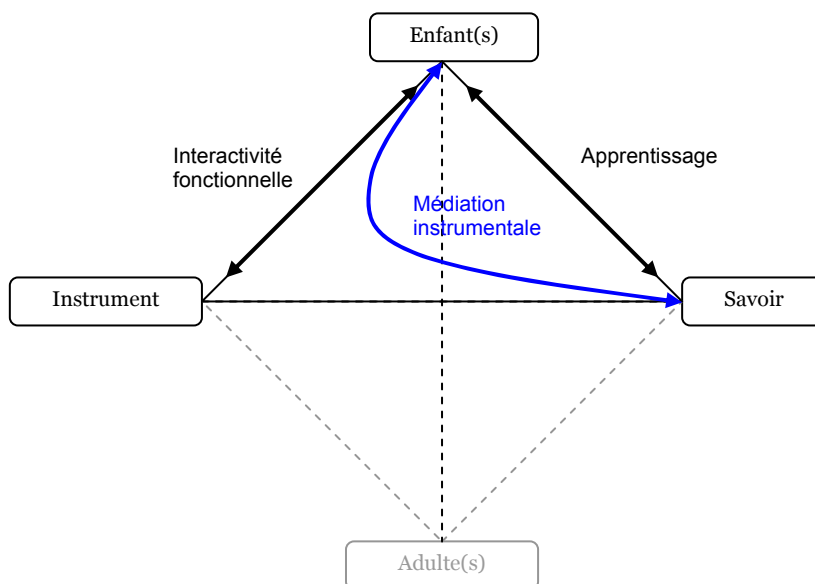 Enfant(s)
Interactivité
fonctionnelle
Apprentissage
Médiation
instrumentale
Instrument
Savoir
Adulte(s)